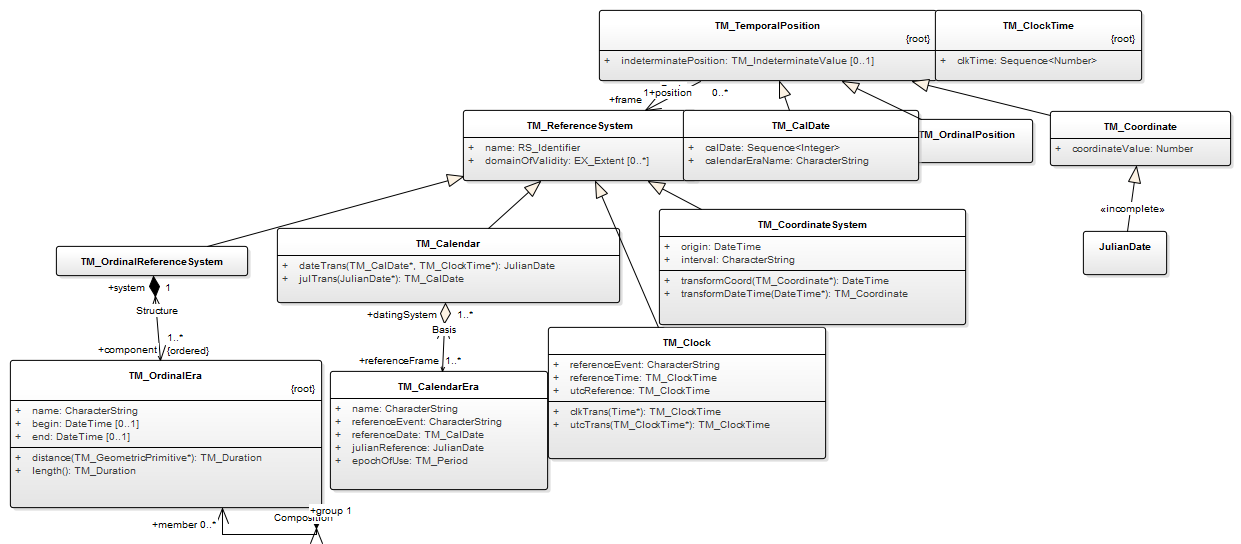 TM_TemporalPosition
{root}
+ indeterminatePosition: TM_IndeterminateValue [0..1]
TM_ClockTime
{root}
+ clkTime: Sequence<Number>
1 +position 0..*
+frame
TM_ReferenceSystem
+ name: RS_Identifier
+ domainOfValidity: EX_Extent [0..*]
TM_CalDate
+ calDate: Sequence<Integer>
+ calendarEraName: CharacterString
TM_OrdinalPosition
TM_Coordinate
+ coordinateValue: Number
«incomplete»
JulianDate
TM_OrdinalReferenceSystem
TM_Calendar
+ dateTrans(TM_CalDate*, TM_ClockTime*): JulianDate
+ julTrans(JulianDate*): TM_CalDate
TM_CoordinateSystem
+ origin: DateTime
+ interval: CharacterString
+ transformCoord(TM_Coordinate*): DateTime
+ transformDateTime(DateTime*): TM_Coordinate
+system 1
Structure
1..*
+component {ordered}
+datingSystem 1..*
Basis
+referenceFrame 1..*
TM_OrdinalEra
{root}
+ name: CharacterString
+ begin: DateTime [0..1]
+ end: DateTime [0..1]
+ distance(TM_GeometricPrimitive*): TM_Duration
+ length(): TM_Duration
TM_CalendarEra
+ name: CharacterString
+ referenceEvent: CharacterString
+ referenceDate: TM_CalDate
+ julianReference: JulianDate
+ epochOfUse: TM_Period
TM_Clock
+ referenceEvent: CharacterString
+ referenceTime: TM_ClockTime
+ utcReference: TM_ClockTime
+ clkTrans(Time*): TM_ClockTime
+ utcTrans(TM_ClockTime*): TM_ClockTime
+group 1
Composition
+member 0..*